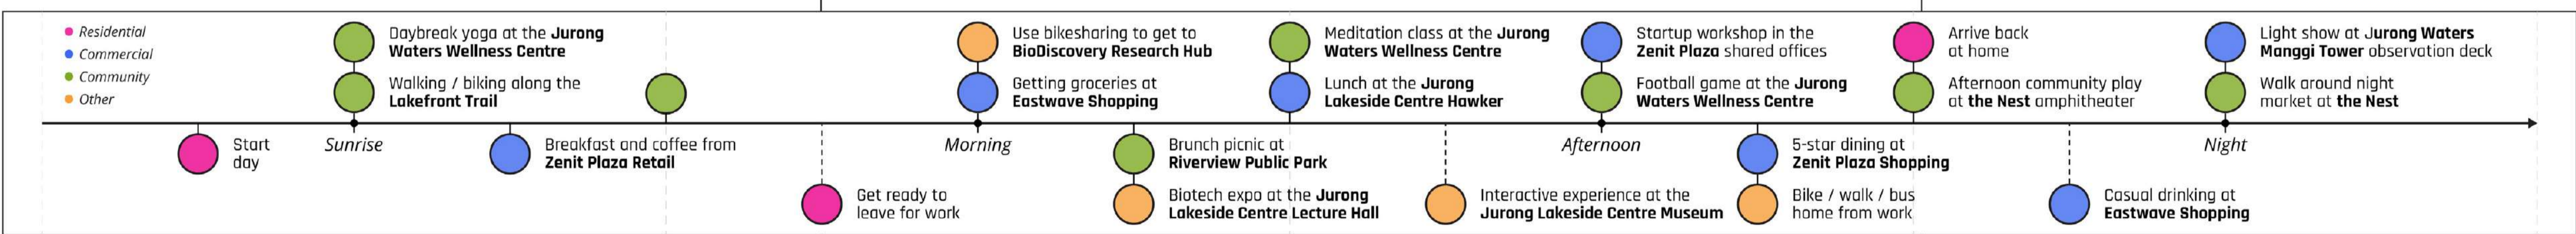 Residential
Commercial
Community
Other
Daybreak yoga at the Jurong
Waters Wellness Centre
Walking / biking along the
Lakefront Trail
Use bikesharing to get to
BioDiscovery Research Hub
Getting groceries at
Eastwave Shopping
Meditation class at the Jurong
Waters Wellness Centre
Lunch at the Jurong
Lakeside Centre Hawker
Startup workshop in the
Zenit Plaza shared offices
Football game at the Jurong
Waters Wellness Centre
Arrive back
at home
Afternoon community play
at the Nest amphitheater
Light show at Jurong Waters
Manggi Tower observation deck
Walk around night
market at the Nest
Start
day
Sunrise
Breakfast and coffee from
Zenit Plaza Retail
Get ready to
leave for work
Morning
Brunch picnic at
Riverview Public Park
Biotech expo at the Jurong
Lakeside Centre Lecture Hall
Interactive experience at the
Jurong Lakeside Centre Museum
Afternoon
5-star dining at
Zenit Plaza Shopping
Bike / walk / bus
home from work
Casual drinking at
Eastwave Shopping
Night